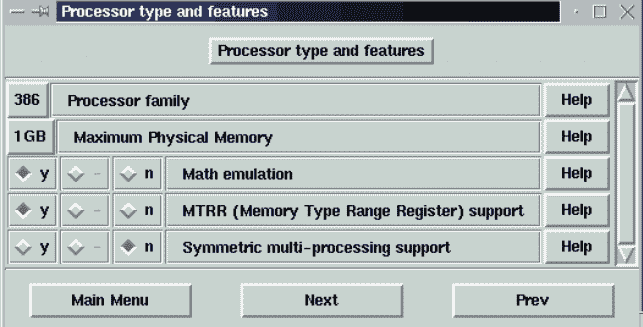 Processor type and features
Processor type and features
386 Processor family Help
1GB Maximum Physical Memory Help
y - n Math emulation Help
y - n MTRR (Memory Type Range Register) support Help
y - n Symmetric multi-processing support Help
Main Menu Next Prev